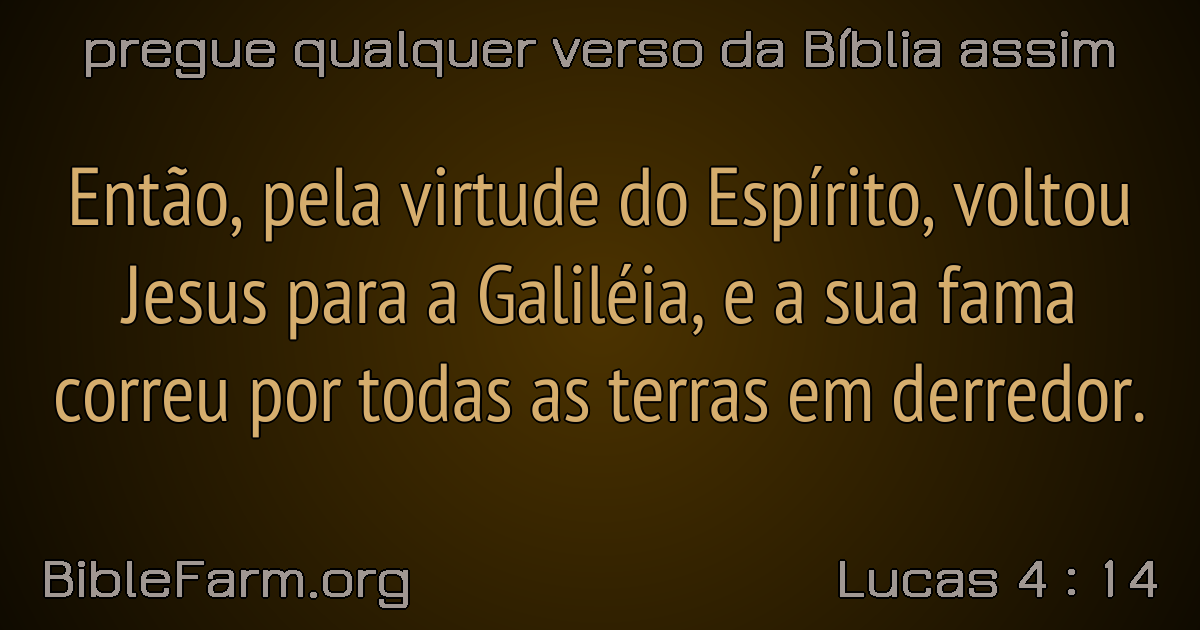 pregue qualquer verso da Bíblia assim
Então, pela virtude do Espírito, voltou
Jesus para a Galiléia, e a sua fama
correu por todas as terras em derredor.
BibleFarm.org
Lucas 4 : 14